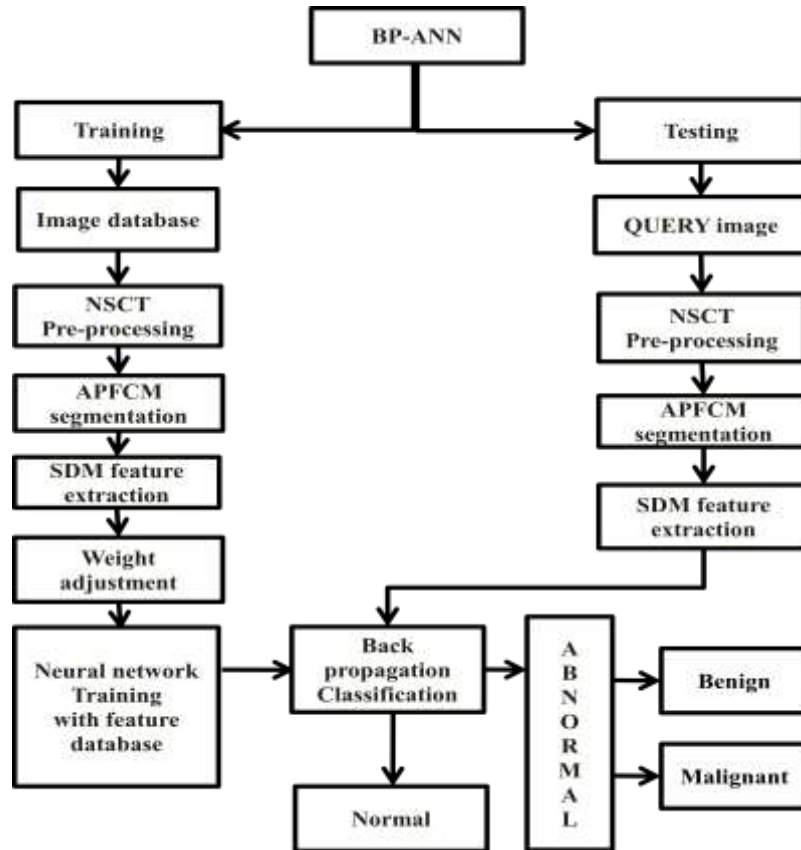 BP-ANN
Training
Image database
NSCT
Pre-processing
APFCM
segmentation
SDM feature
extraction
Weight
adjustment
Neural network
Training
with feature
database
Testing
QUERY image
NSCT
Pre-processing
APFCM
segmentation
SDM feature
extraction
Back
propagation
Classification
Normal
A
B
N
O
R
M
A
L
Benign
Malignant